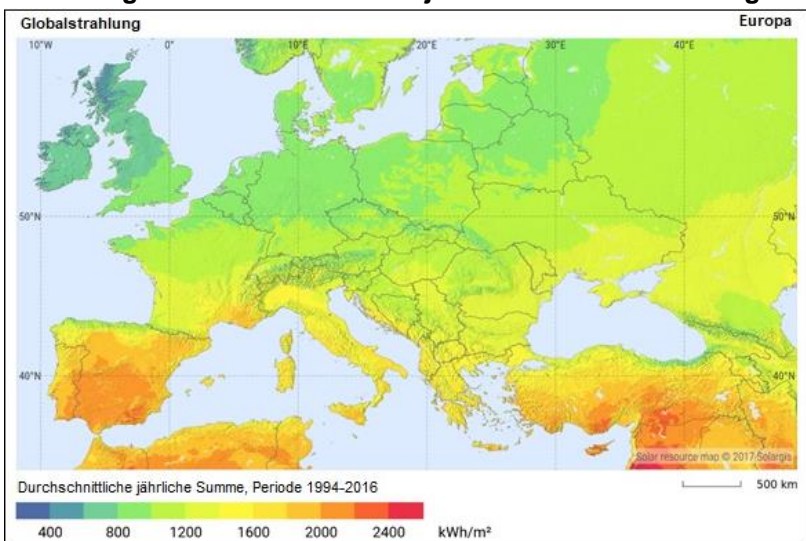 Globalstrahlung Europa
10°W 0° 10°E 20°E 30°E 40°E
50°N 50°N
40°N 40°N
Solar resource map © 2017 Solargis
Durchschnittliche jährliche Summe, Periode 1994-2016 500 km
400 800 1200 1600 2000 2400 kWh/m²